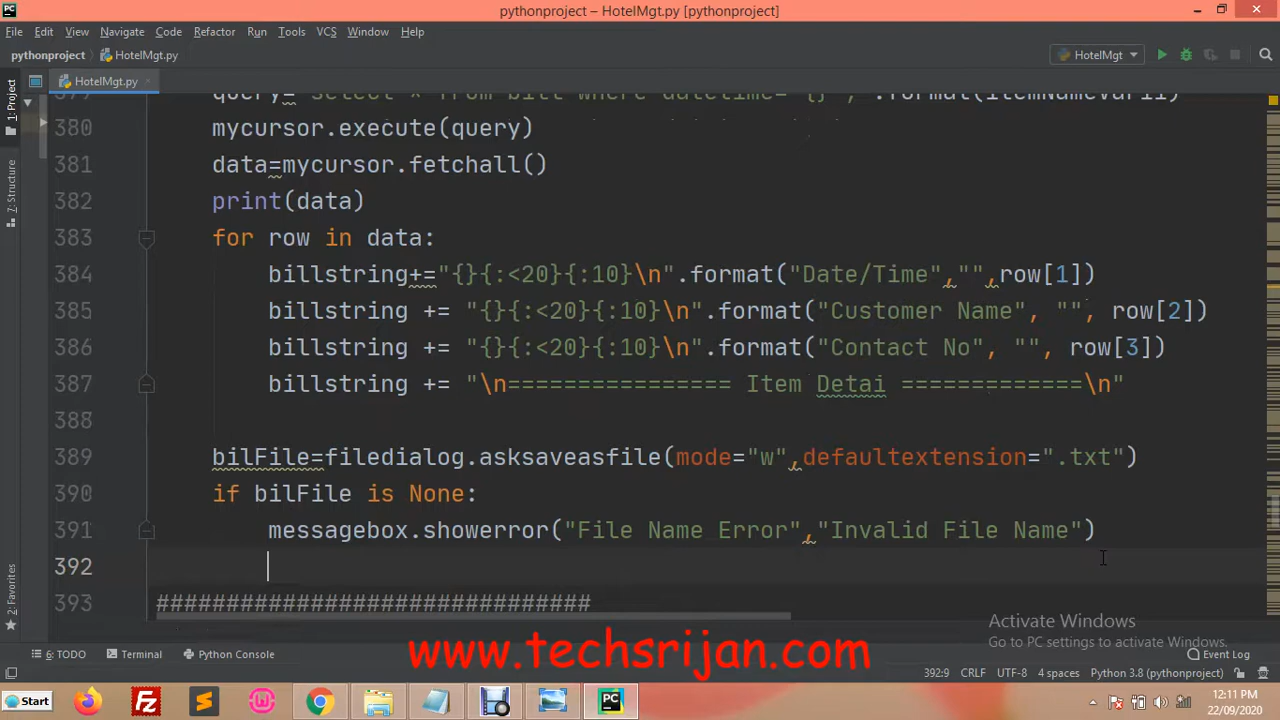 pythonproject – HotelMgt.py [pythonproject]
File Edit View Navigate Code Refactor Run Tools VCS Window Help
pythonproject HotelMgt.py HotelMgt
1: Project
HotelMgt.py
7: Structure
2: Favorites
380 mycursor.execute(query)
381 data=mycursor.fetchall()
382 print(data)
383 for row in data:
384 billstring+="{}{:<20}{:10}\n".format("Date/Time","",row[1])
385 billstring += "{}{:<20}{:10}\n".format("Customer Name", "", row[2])
386 billstring += "{}{:<20}{:10}\n".format("Contact No", "", row[3])
387 billstring += "\n================ Item Detai =============\n"
388
389 bilFile=filedialog.asksaveasfile(mode="w",defaultextension=".txt")
390 if bilFile is None:
391 messagebox.showerror("File Name Error","Invalid File Name")
392
393 ###############################
Activate Windows
Go to PC settings to activate Windows.
6: TODO Terminal Python Console Event Log
www.techsrijan.com
392:9 CRLF UTF-8 4 spaces Python 3.8 (pythonproject)
Start
12:11 PM
22/09/2020